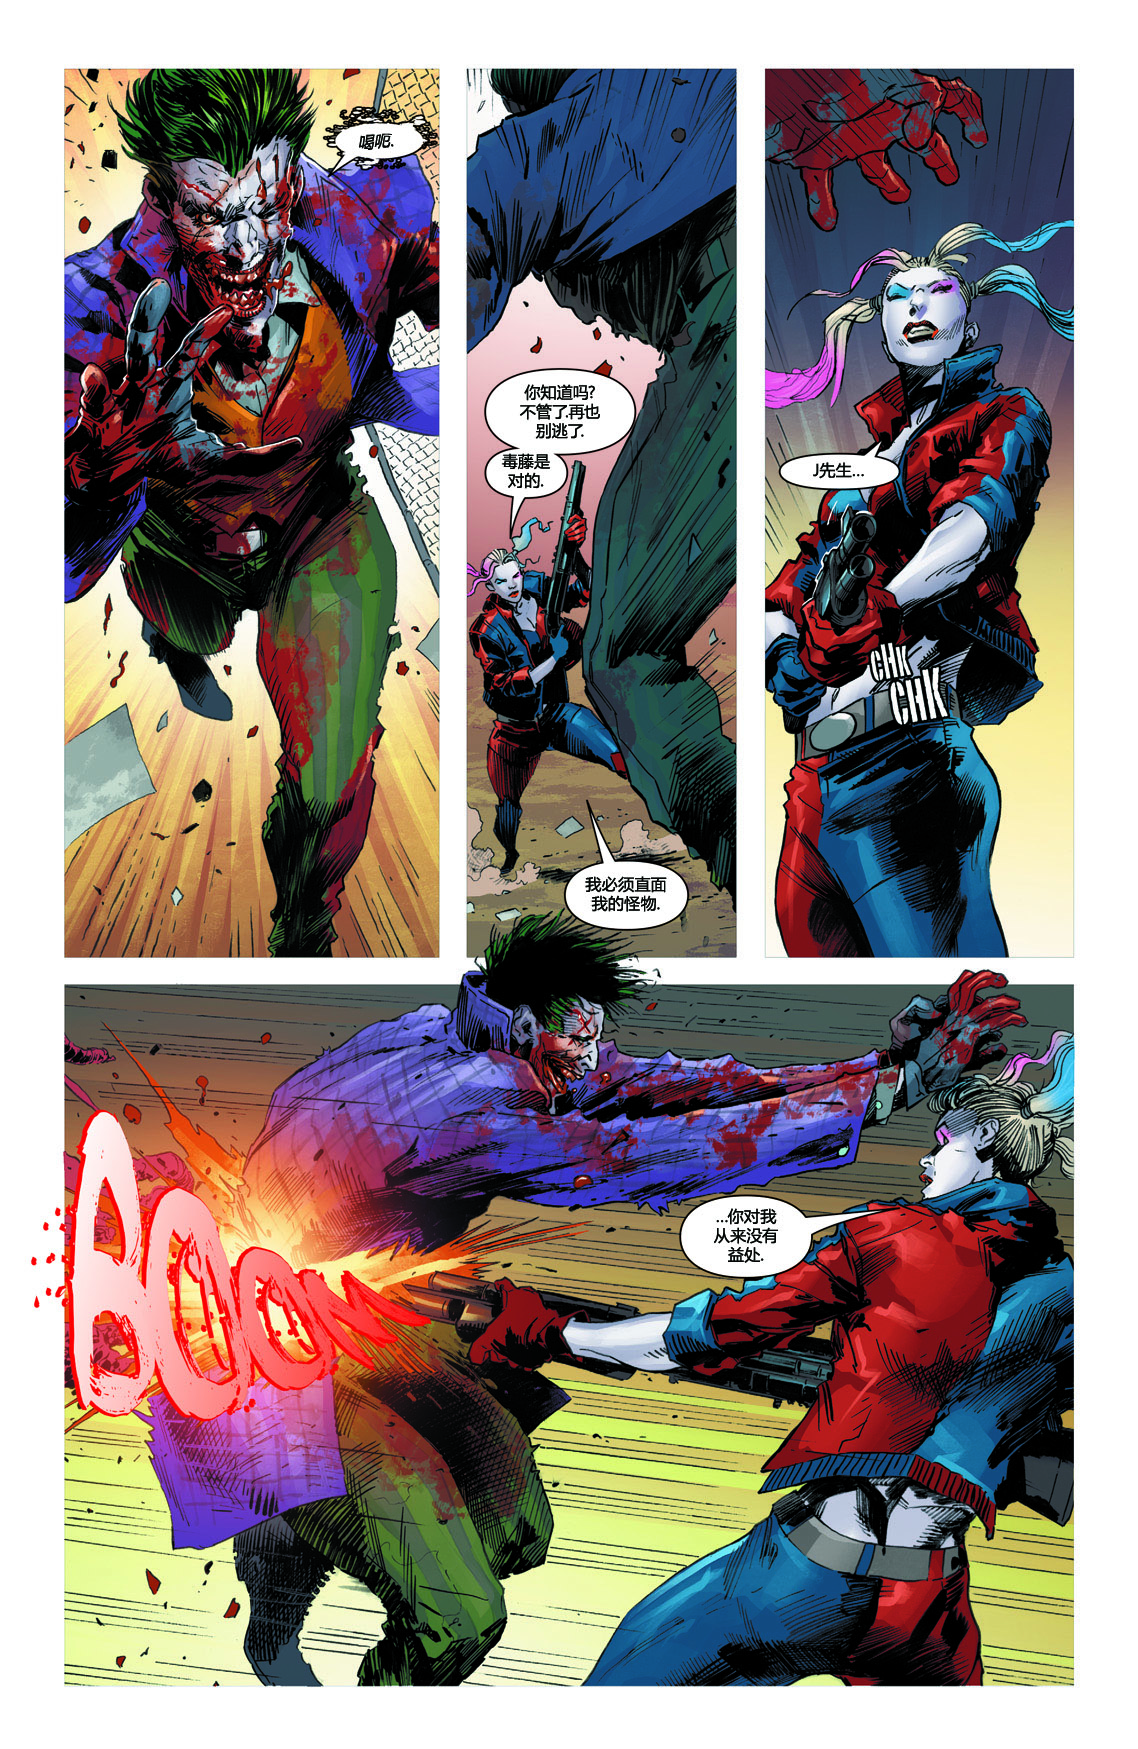 喝呃.
你知道吗?
不管了.再也
别逃了.
毒藤是
对的.
我必须直面
我的怪物.
J先生...
CHK
CHK
BOOM
...你对我
从来没有
益处.